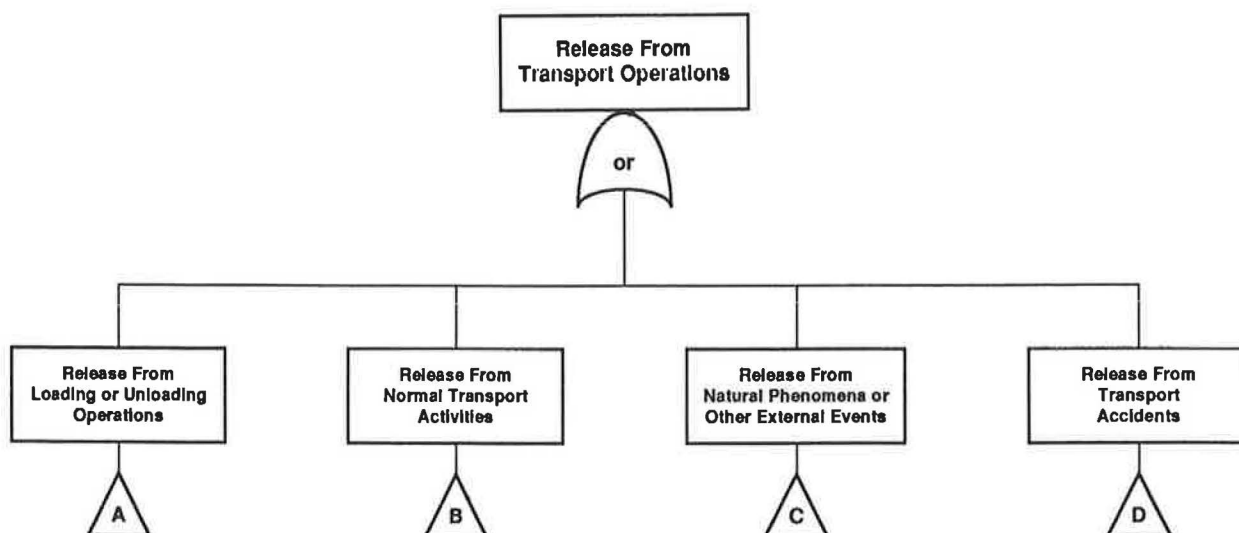 Release From
Transport Operations
or
Release From
Loading or Unloading
Operations
Release From
Normal Transport
Activities
Release From
Natural Phenomena or
Other External Events
Release From
Transport
Accidents
A
B
C
D